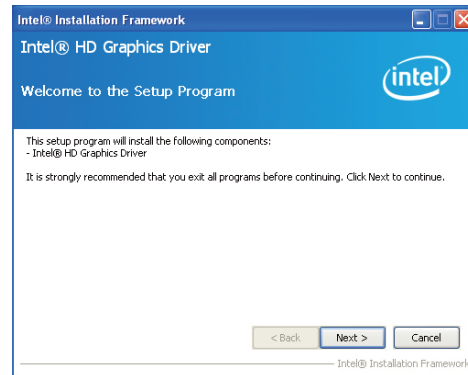 Intel® Installation Framework
Intel® HD Graphics Driver
intel
Welcome to the Setup Program
This setup program will install the following components:
- Intel® HD Graphics Driver
It is strongly recommended that you exit all programs before continuing. Click Next to continue.
< Back
Next >
Cancel
Intel® Installation Framework